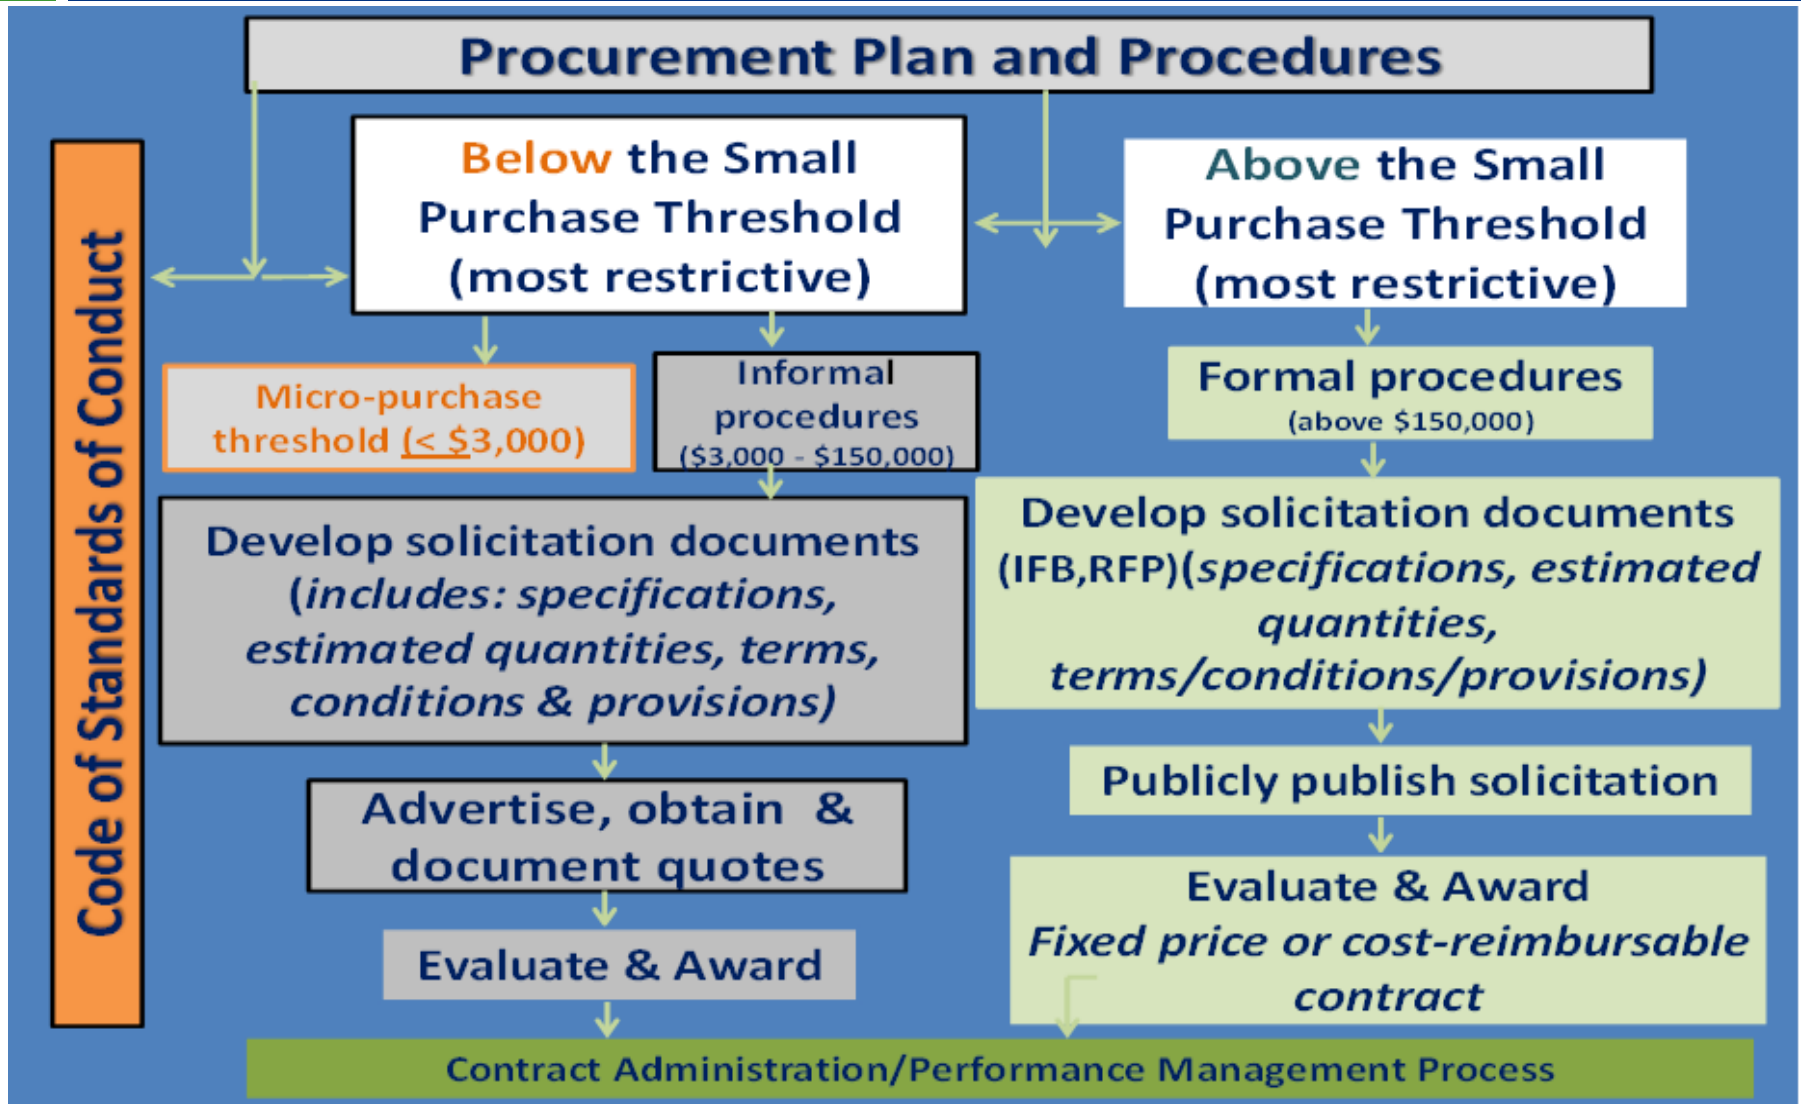 Procurement Plan and Procedures
Code of Standards of Conduct
Below the Small
Purchase Threshold
(most restrictive)
Above the Small
Purchase Threshold
(most restrictive)
Micro-purchase
threshold (< $3,000)
Informal
procedures
($3,000 - $150,000)
Formal procedures
(above $150,000)
Develop solicitation documents
(includes: specifications,
estimated quantities, terms,
conditions & provisions)
Develop solicitation documents
(IFB,RFP)(specifications, estimated
quantities,
terms/conditions/provisions)
Advertise, obtain  &
document quotes
Publicly publish solicitation
Evaluate & Award
Evaluate & Award
Fixed price or cost-reimbursable
contract
Contract Administration/Performance Management Process